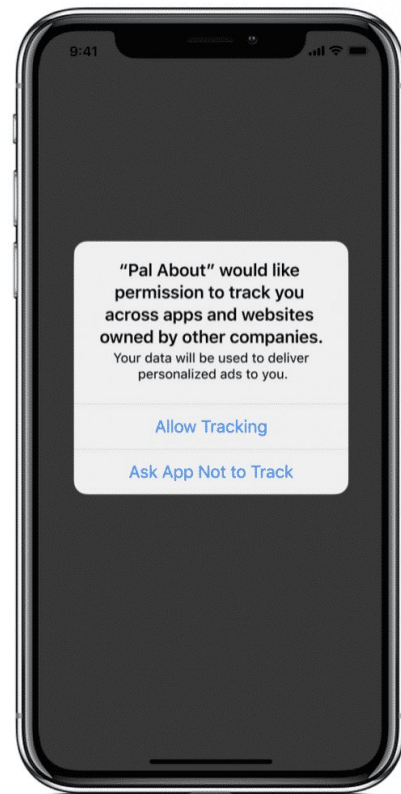 9:41
“Pal About” would like
permission to track you
across apps and websites
owned by other companies.
Your data will be used to deliver
personalized ads to you.
Allow Tracking
Ask App Not to Track